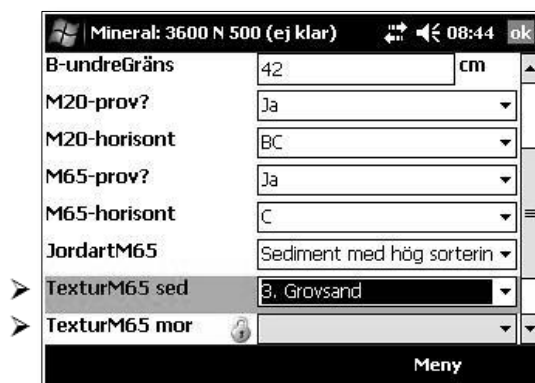 Mineral: 3600 N 500 (ej klar) 08:44 ok
B-undreGräns 42 cm
M20-prov? Ja
M20-horisont BC
M65-prov? Ja
M65-horisont C
JordartM65 Sediment med hög sorterin
TexturM65 sed 3. Grovsand
TexturM65 mor
Meny